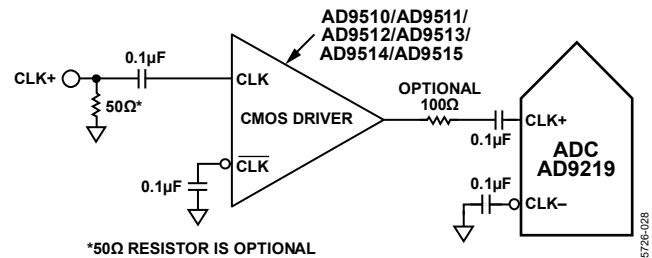 AD9510/AD9511/
AD9512/AD9513/
AD9514/AD9515
0.1µF
CLK+
50Ω*
CLK
CMOS DRIVER
CLK
0.1µF
OPTIONAL
100Ω
0.1µF
CLK+
ADC
AD9219
0.1µF
CLK–
*50Ω RESISTOR IS OPTIONAL
5726-028